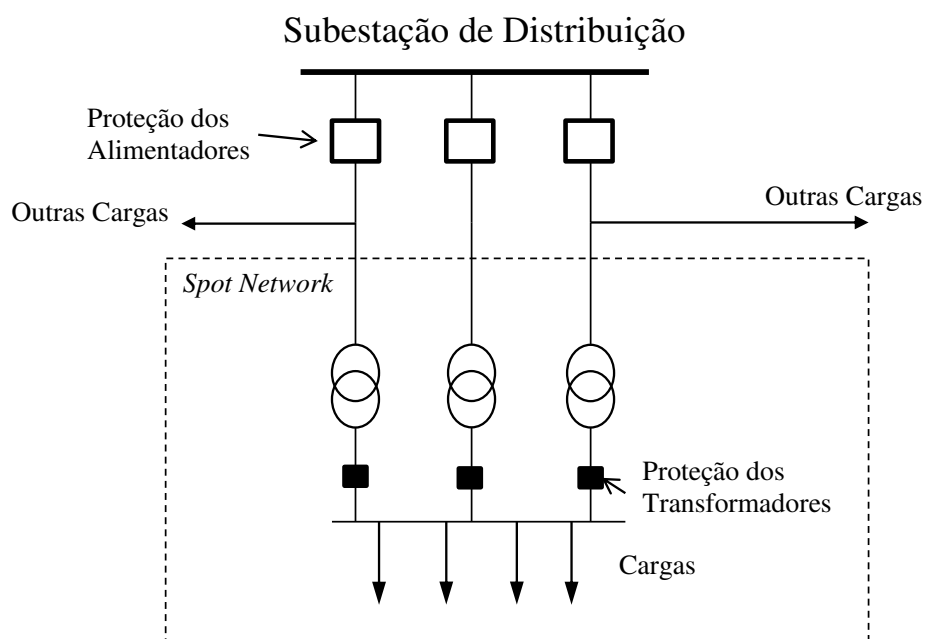 Subestação de Distribuição
Proteção dos
Alimentadores
Outras Cargas
Outras Cargas
Spot Network
Proteção dos
Transformadores
Cargas